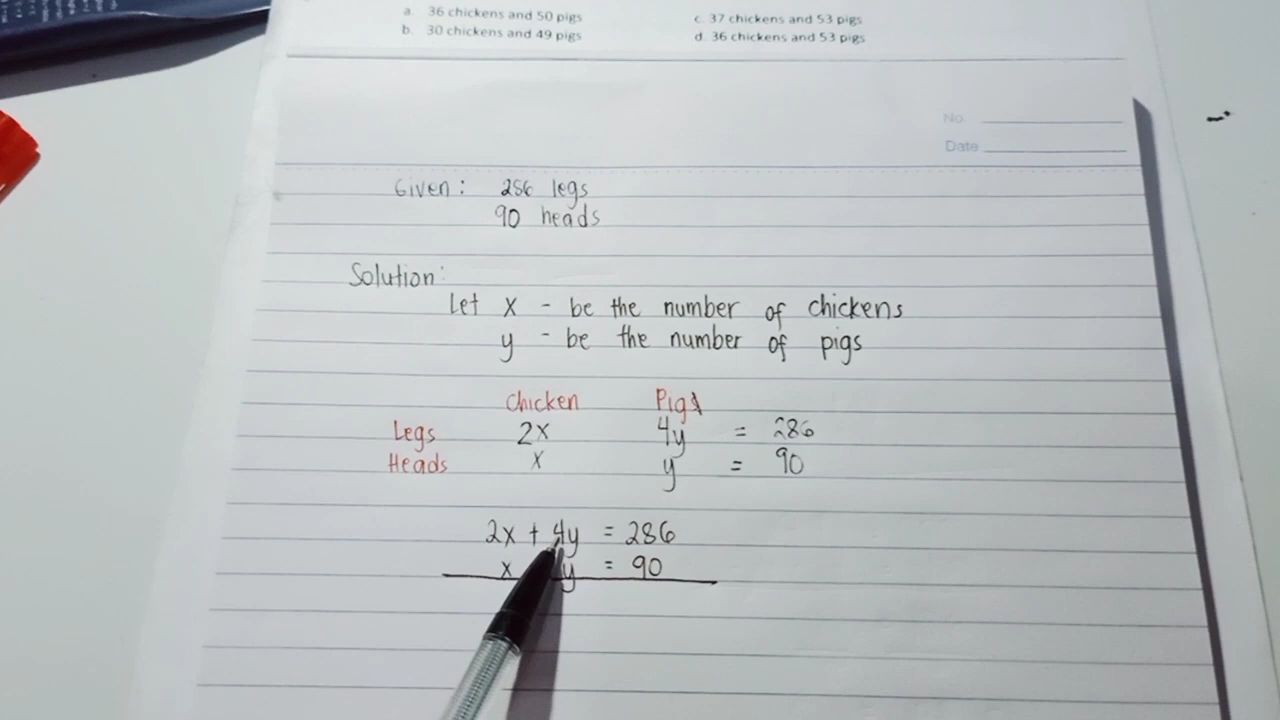 a. 36 chickens and 50 pigs
c. 37 chickens and 53 pigs
b. 30 chickens and 49 pigs
d. 36 chickens and 53 pigs
No.
Date
Given: 286 legs
90 heads
Solution:
Let x - be the number of chickens
y - be the number of pigs
Chicken Pigs
Legs 2x 4y = 286
Heads x y = 90
2x + 4y = 286
x y = 90